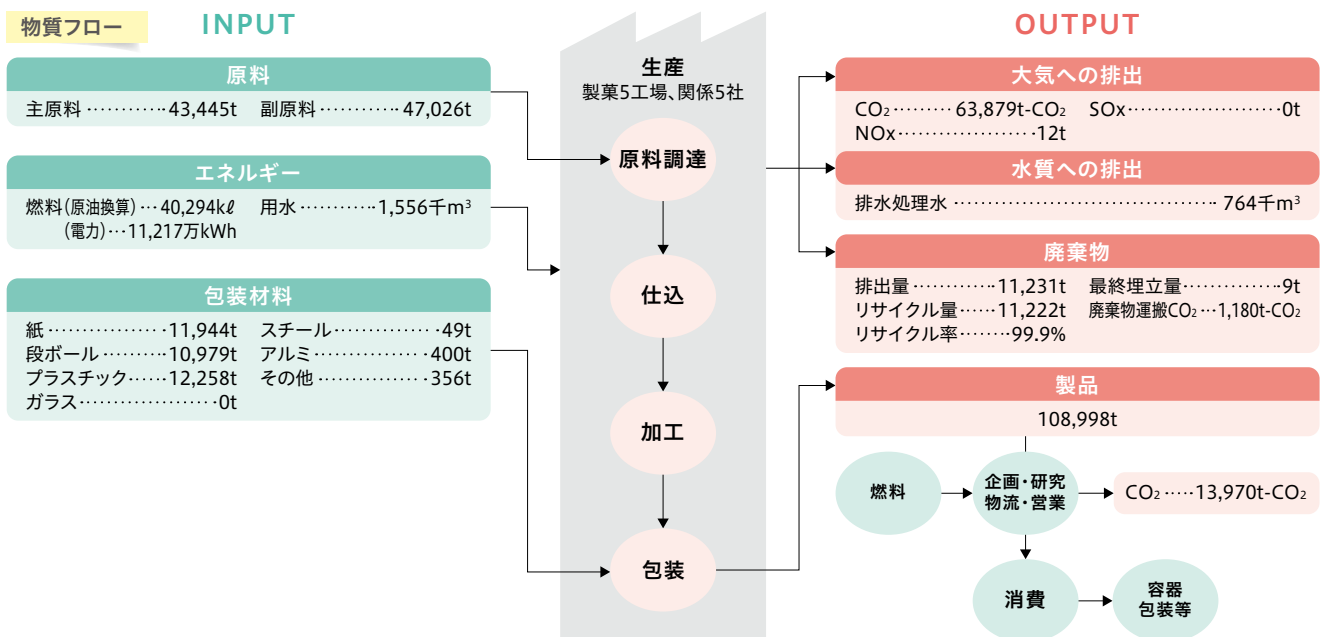 物質フロー
INPUT
原料
主原料 ··········· 43,445t 副原料 ··········· 47,026t
エネルギー
燃料(原油換算) ··· 40,294kℓ 用水 ··········· 1,556千m³
(電力) ··· 11,217万kWh
包装材料
紙 ················ 11,944t スチール ············· 49t
段ボール ········· 10,979t アルミ ··············· 400t
プラスチック ······ 12,258t その他 ··············· 356t
ガラス ··················· 0t
生産
製菓5工場、関係5社
原料調達
仕込
加工
包装
OUTPUT
大気への排出
CO₂ ········ 63,879t-CO₂ SOx ····················· 0t
NOx ·················· 12t
水質への排出
排水処理水 ································· 764千m³
廃棄物
排出量 ············ 11,231t 最終埋立量 ············· 9t
リサイクル量 ······ 11,222t 廃棄物運搬CO₂ ··· 1,180t-CO₂
リサイクル率 ········ 99.9%
製品
108,998t
燃料
企画・研究
物流・営業
CO₂ ····· 13,970t-CO₂
消費
容器
包装等